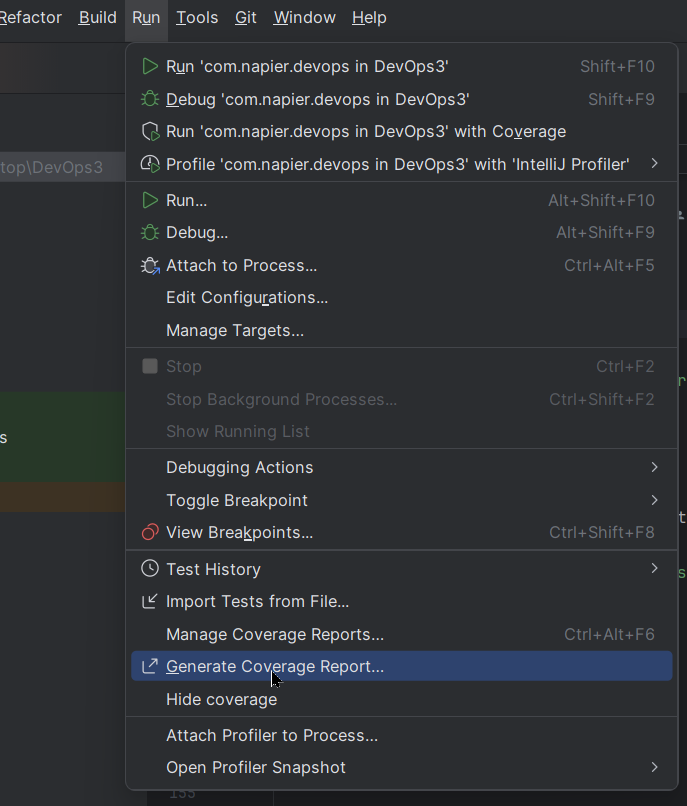 Refactor Build Run Tools Git Window Help
Run 'com.napier.devops in DevOps3' Shift+F10
Debug 'com.napier.devops in DevOps3' Shift+F9
Run 'com.napier.devops in DevOps3' with Coverage
top\DevOps3
Profile 'com.napier.devops in DevOps3' with 'IntelliJ Profiler'
Run... Alt+Shift+F10
Debug... Alt+Shift+F9
Attach to Process... Ctrl+Alt+F5
Edit Configurations...
Manage Targets...
Stop Ctrl+F2
r
Stop Background Processes... Ctrl+Shift+F2
Show Running List
s
Debugging Actions
Toggle Breakpoint
t
View Breakpoints... Ctrl+Shift+F8
Test History
s
Import Tests from File...
Manage Coverage Reports... Ctrl+Alt+F6
Generate Coverage Report...
Hide coverage
Attach Profiler to Process...
Open Profiler Snapshot
155